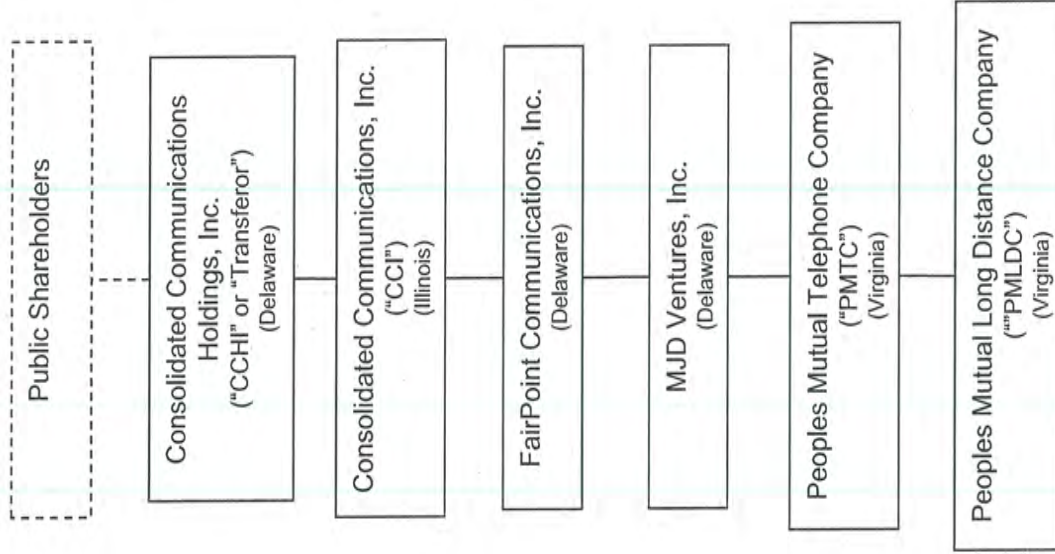 Public Shareholders
Consolidated Communications
Holdings, Inc.
(“CCHI” or “Transferor”)
(Delaware)
Consolidated Communications, Inc.
(“CCI”)
(Illinois)
FairPoint Communications, Inc.
(Delaware)
MJD Ventures, Inc.
(Delaware)
Peoples Mutual Telephone Company
(“PMTC”)
(Virginia)
Peoples Mutual Long Distance Company
(“”PMLDC”)
(Virginia)